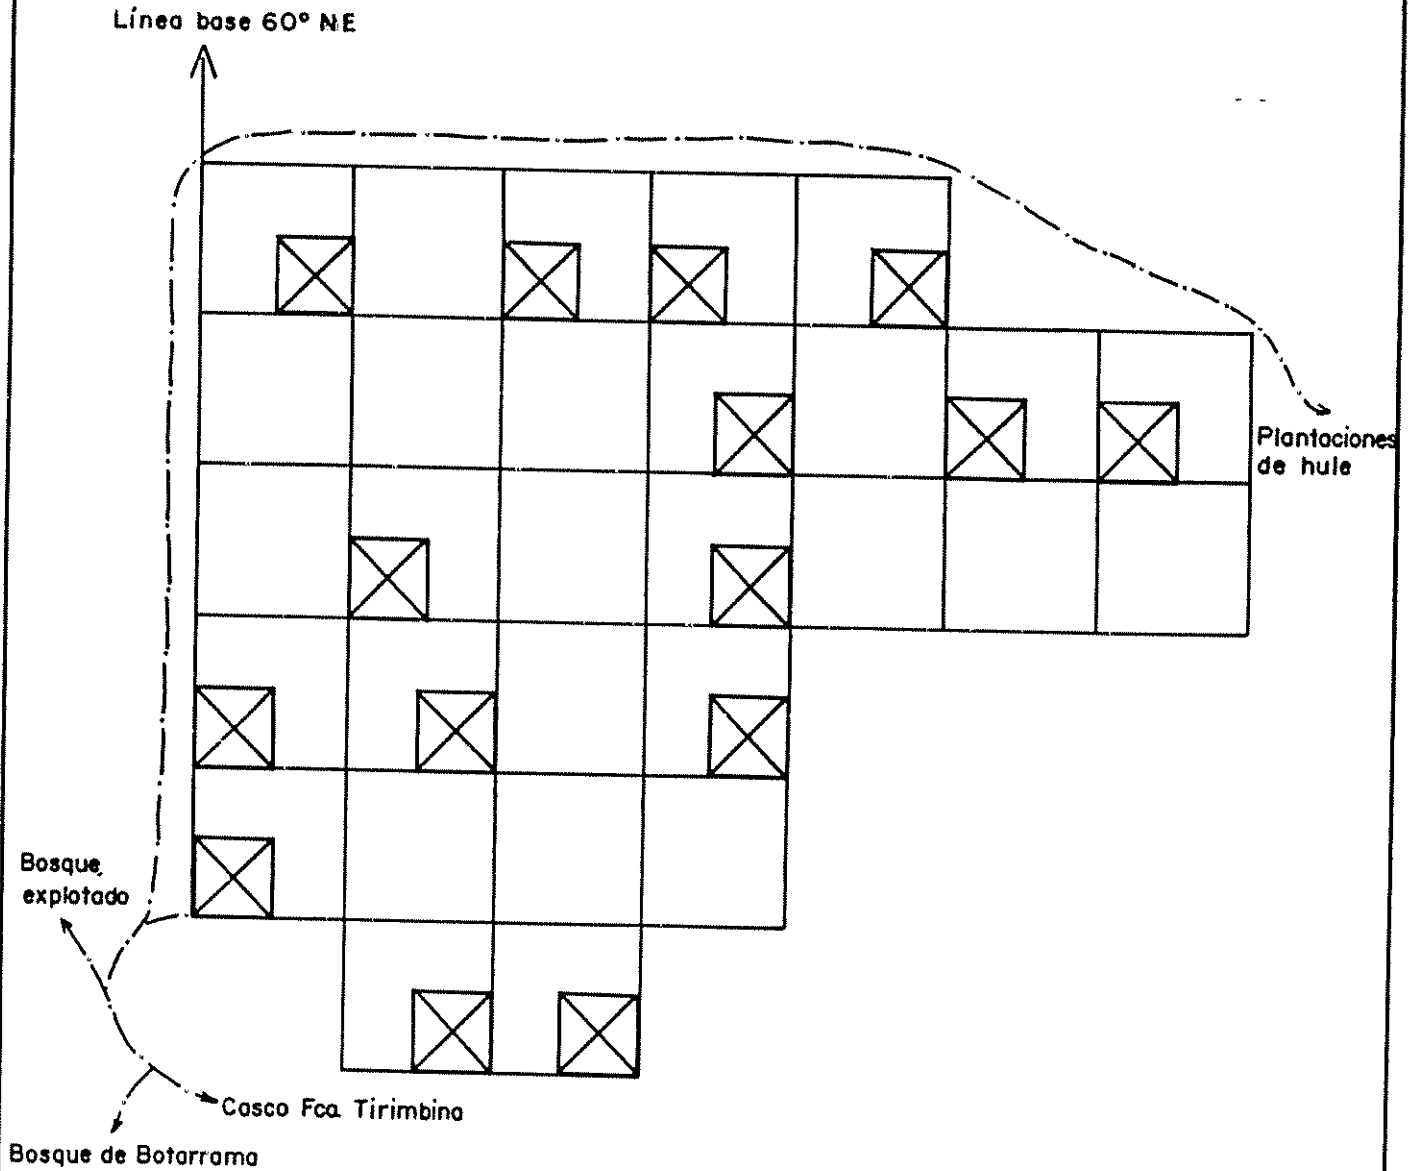 Línea base 60° NE
Plantaciones
de hule
Bosque
explotado
Casco Fca. Tirimbina
Bosque de Botarrama